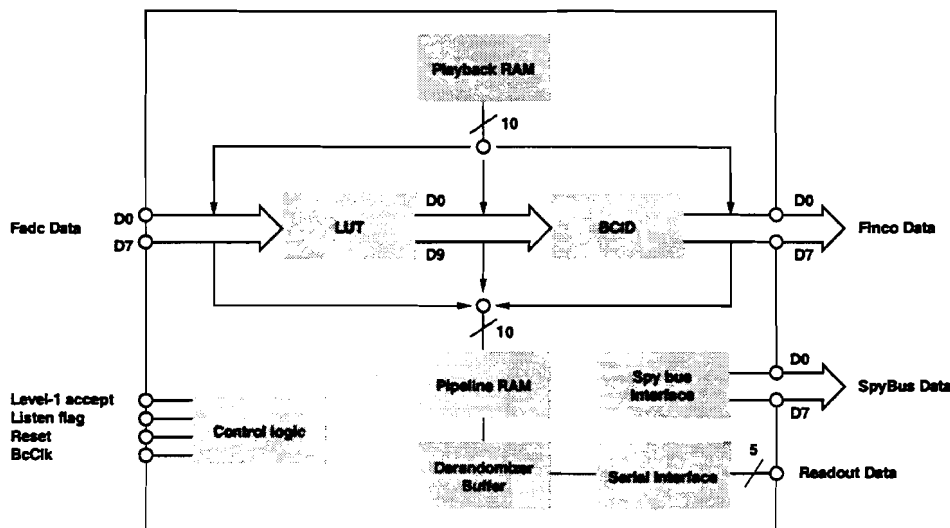 Playback RAM
10
Fadc Data
D0
D7
LUT
D0
D9
BCID
D0
D7
Fmco Data
10
Pipeline RAM
Spy bus
Interface
D0
D7
SpyBus Data
Level-1 accept
Listen flag
Reset
BcClk
Control logic
Derandomizer
Buffer
Serial Interface
5
Readout Data